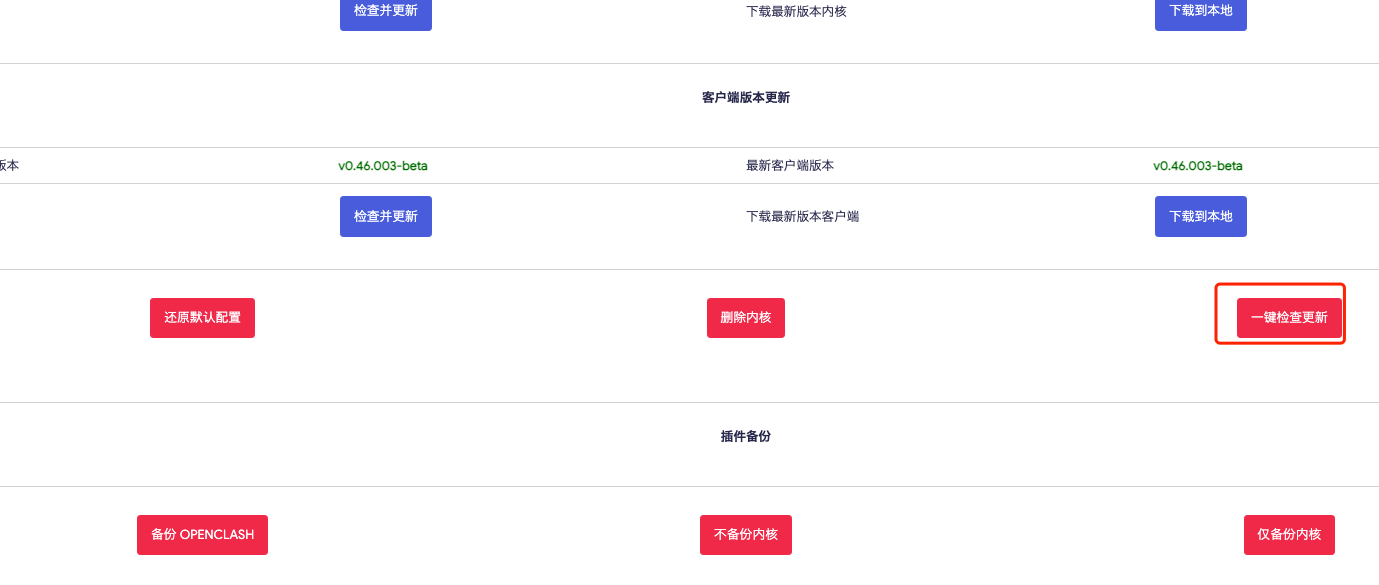 检查并更新 下载最新版本内核 下载到本地
客户端版本更新
版本 v0.46.003-beta 最新客户端版本 v0.46.003-beta
检查并更新 下载最新版本客户端 下载到本地
还原默认配置 删除内核 一键检查更新
插件备份
备份 OPENCLASH 不备份内核 仅备份内核